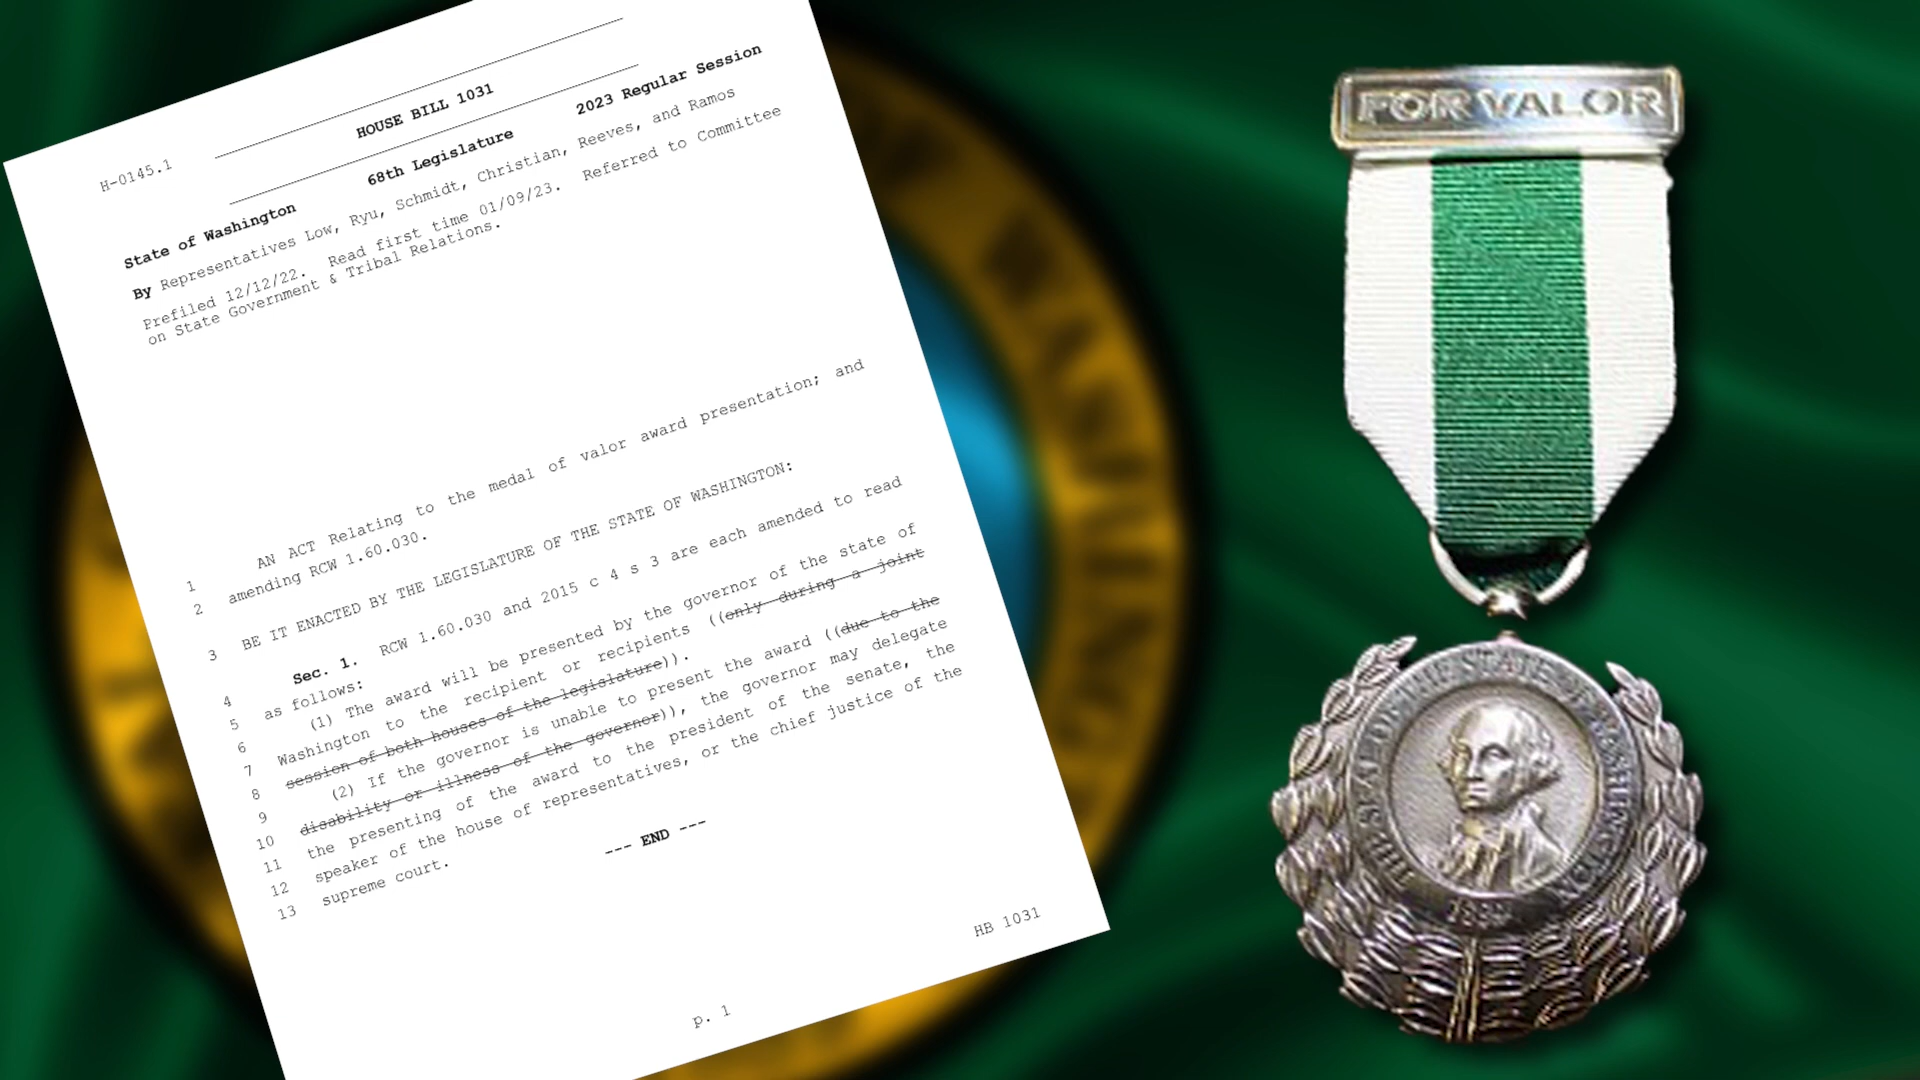 H-0145.1
HOUSE BILL 1031
State of Washington 68th Legislature 2023 Regular Session
By Representatives Low, Ryu, Schmidt, Christian, Reeves, and Ramos
Prefiled 12/12/22. Read first time 01/09/23. Referred to Committee
on State Government & Tribal Relations.
1 AN ACT Relating to the medal of valor award presentation; and
2 amending RCW 1.60.030.
3 BE IT ENACTED BY THE LEGISLATURE OF THE STATE OF WASHINGTON:
4 Sec. 1. RCW 1.60.030 and 2015 c 4 s 3 are each amended to read
5 as follows:
6 (1) The award will be presented by the governor of the state of
7 Washington to the recipient or recipients ((only during a joint
8 session of both houses of the legislature)).
9 (2) If the governor is unable to present the award ((due to the
10 disability or illness of the governor)), the governor may delegate
11 the presenting of the award to the president of the senate, the
12 speaker of the house of representatives, or the chief justice of the
13 supreme court.
--- END ---
p. 1
HB 1031
FOR VALOR
THE SEAL OF THE STATE OF WASHINGTON
1889